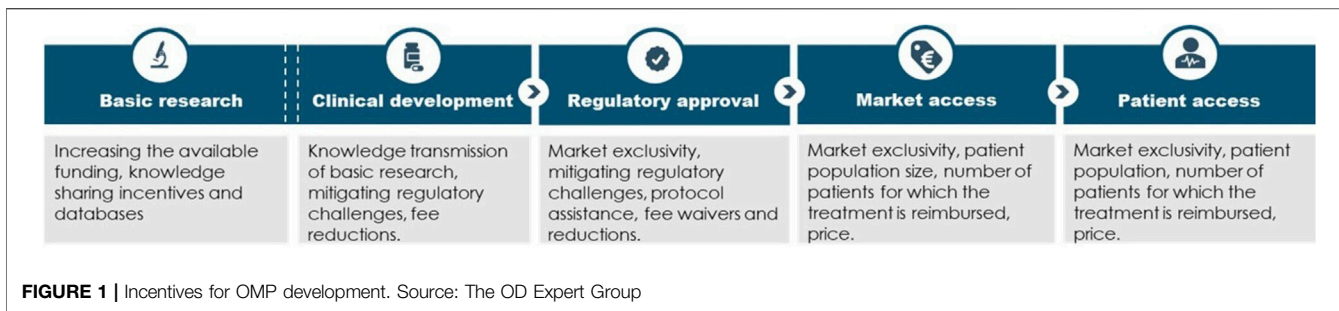 Basic research
Clinical development
Regulatory approval
Market access
Patient access
Increasing the available
funding, knowledge
sharing incentives and
databases
Knowledge transmission
of basic research,
mitigating regulatory
challenges, fee
reductions.
Market exclusivity,
mitigating regulatory
challenges, protocol
assistance, fee waivers and
reductions.
Market exclusivity, patient
population size, number of
patients for which the
treatment is reimbursed,
price.
Market exclusivity, patient
population, number of
patients for which the
treatment is reimbursed,
price.
FIGURE 1 | Incentives for OMP development. Source: The OD Expert Group